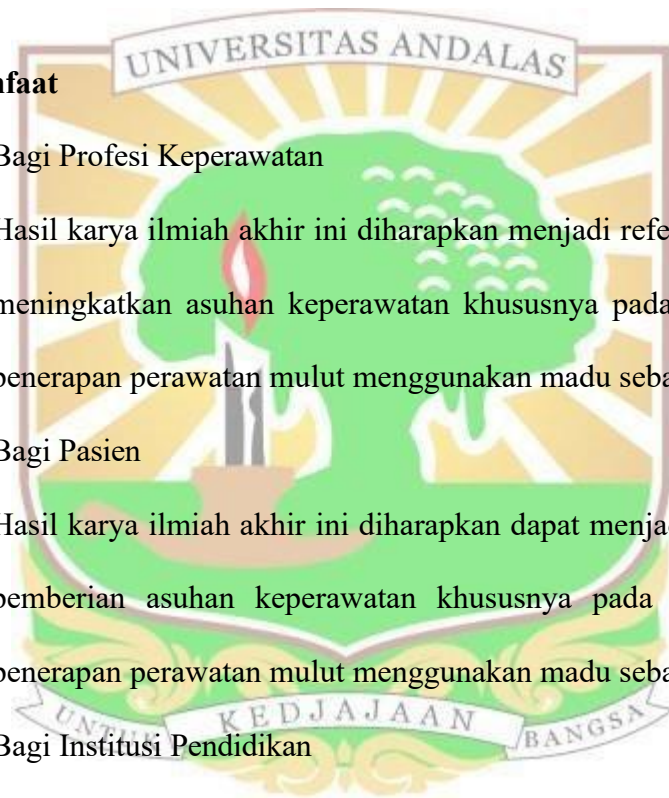 UNIVERSITAS ANDALAS
nfaat
Bagi Profesi Keperawatan
Hasil karya ilmiah akhir ini diharapkan menjadi refe
meningkatkan asuhan keperawatan khususnya pada
penerapan perawatan mulut menggunakan madu seba
Bagi Pasien
Hasil karya ilmiah akhir ini diharapkan dapat menja
pemberian asuhan keperawatan khususnya pada
penerapan perawatan mulut menggunakan madu seba
UNTUK KEDJAJAAN BANGSA
Bagi Institusi Pendidikan